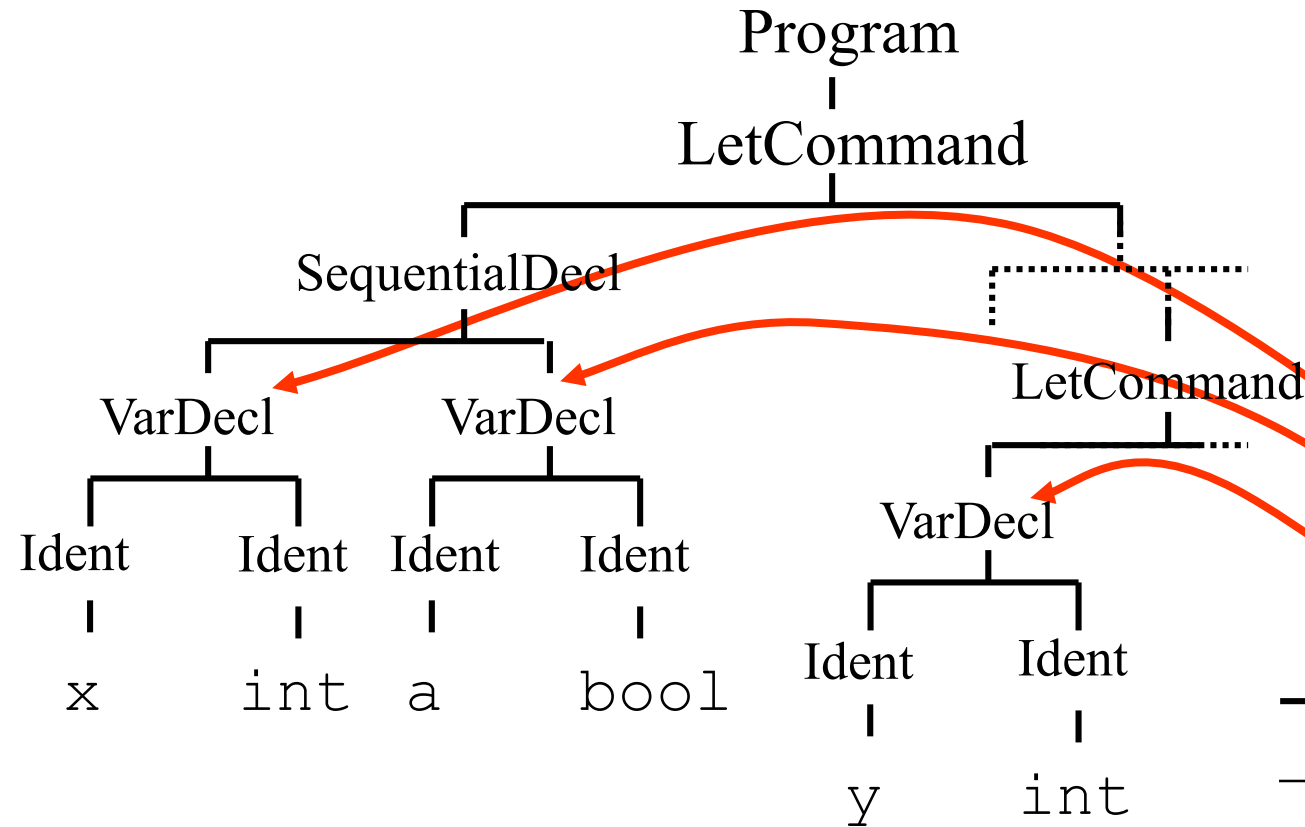 Program
LetCommand
SequentialDecl
LetCommand
VarDecl VarDecl
VarDecl
Ident Ident Ident Ident
Ident Ident
x int a bool
y int